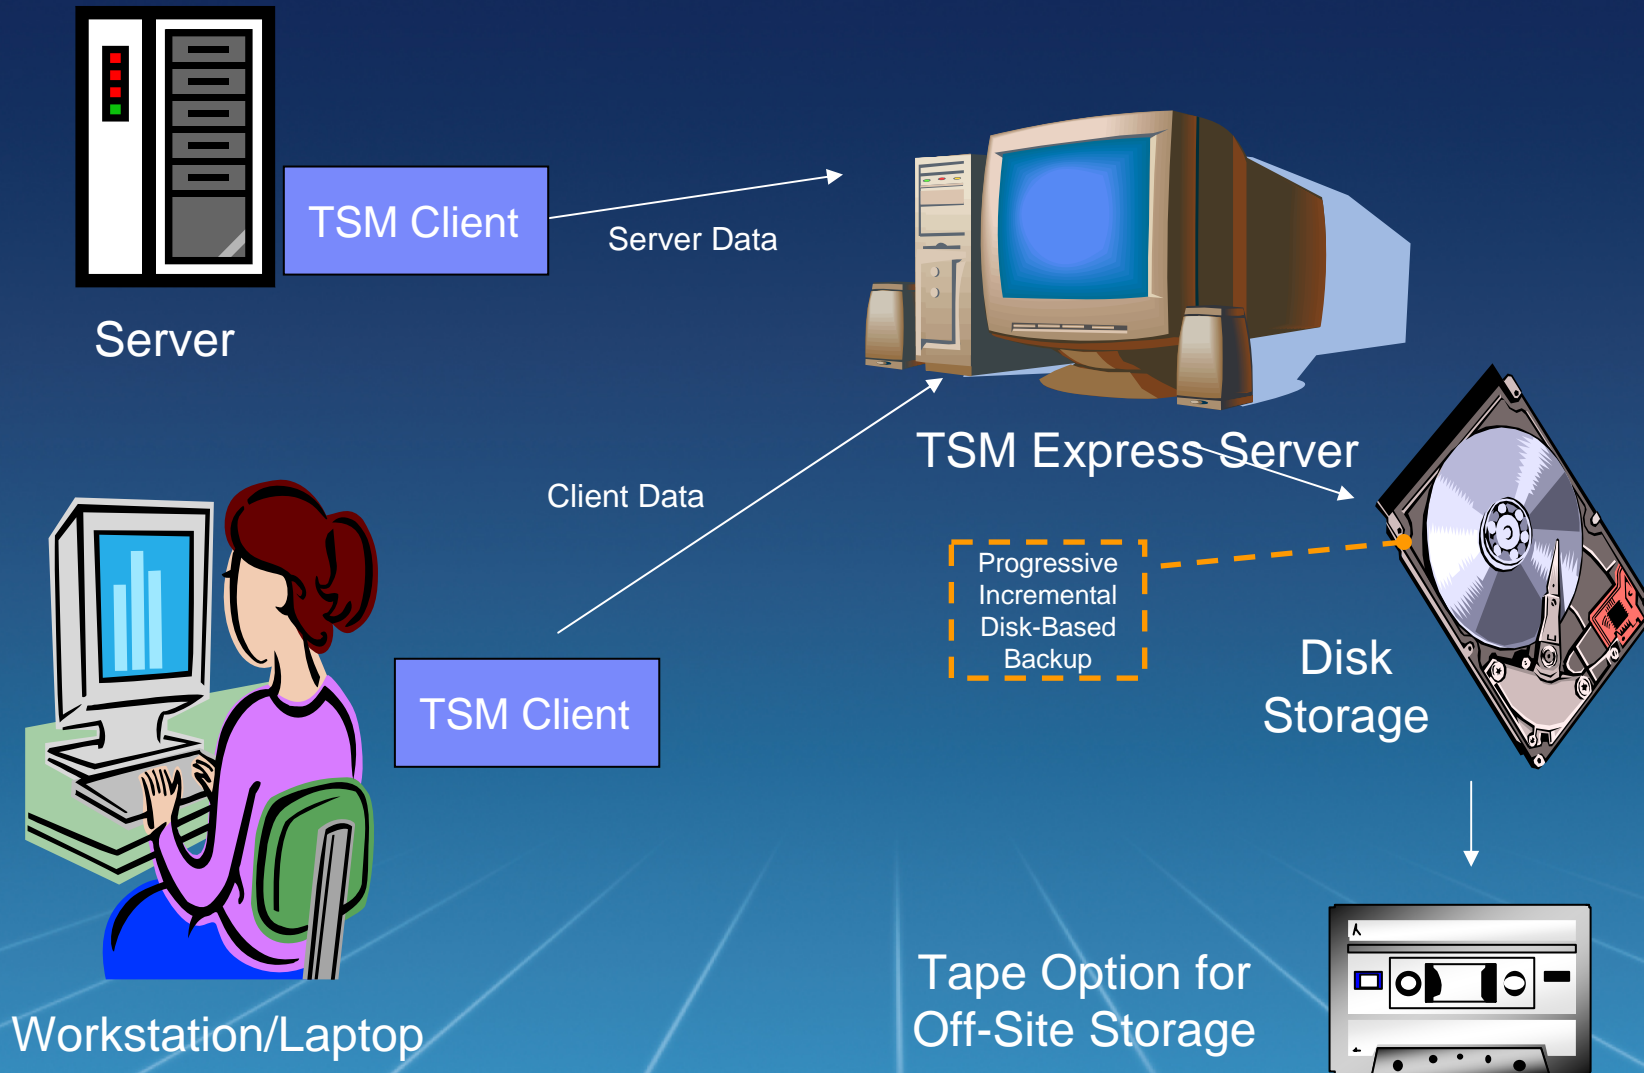 TSM Client
Server Data
Server
TSM Express Server
Client Data
Progressive
Incremental
Disk-Based
Backup
Disk
Storage
TSM Client
Tape Option for
Off-Site Storage
Workstation/Laptop